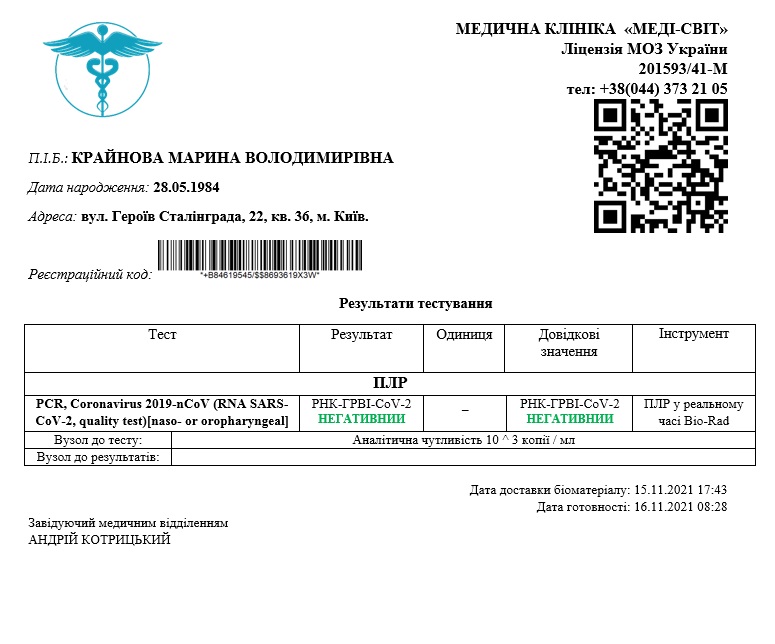 МЕДИЧНА КЛІНІКА «МЕДІ-СВІТ»
Ліцензія МОЗ України
201593/41-М
тел: +38(044) 373 21 05
П.І.Б.: КРАЙНОВА МАРИНА ВОЛОДИМИРІВНА
Дата народження: 28.05.1984
Адреса: вул. Героїв Сталінграда, 22, кв. 36, м. Київ.
Реєстраційний код:
*+B84619545/$$8693619X3W*
Результати тестування
Тест
Результат
Одиниця
Довідкові
значення
Інструмент
ПЛР
PCR, Coronavirus 2019-nCoV (RNA SARS-
CoV-2, quality test)[naso- or oropharyngeal]
РНК-ГРВІ-CoV-2
НЕГАТИВНИИ
–
РНК-ГРВІ-CoV-2
НЕГАТИВНИИ
ПЛР у реальному
часі Bio-Rad
Вузол до тесту:
Аналітична чутливість 10 ^ 3 копії / мл
Вузол до результатів:
Дата доставки біоматеріалу: 15.11.2021 17:43
Дата готовності: 16.11.2021 08:28
Завідуючий медичним відділенням
АНДРІЙ КОТРИЦЬКИЙ